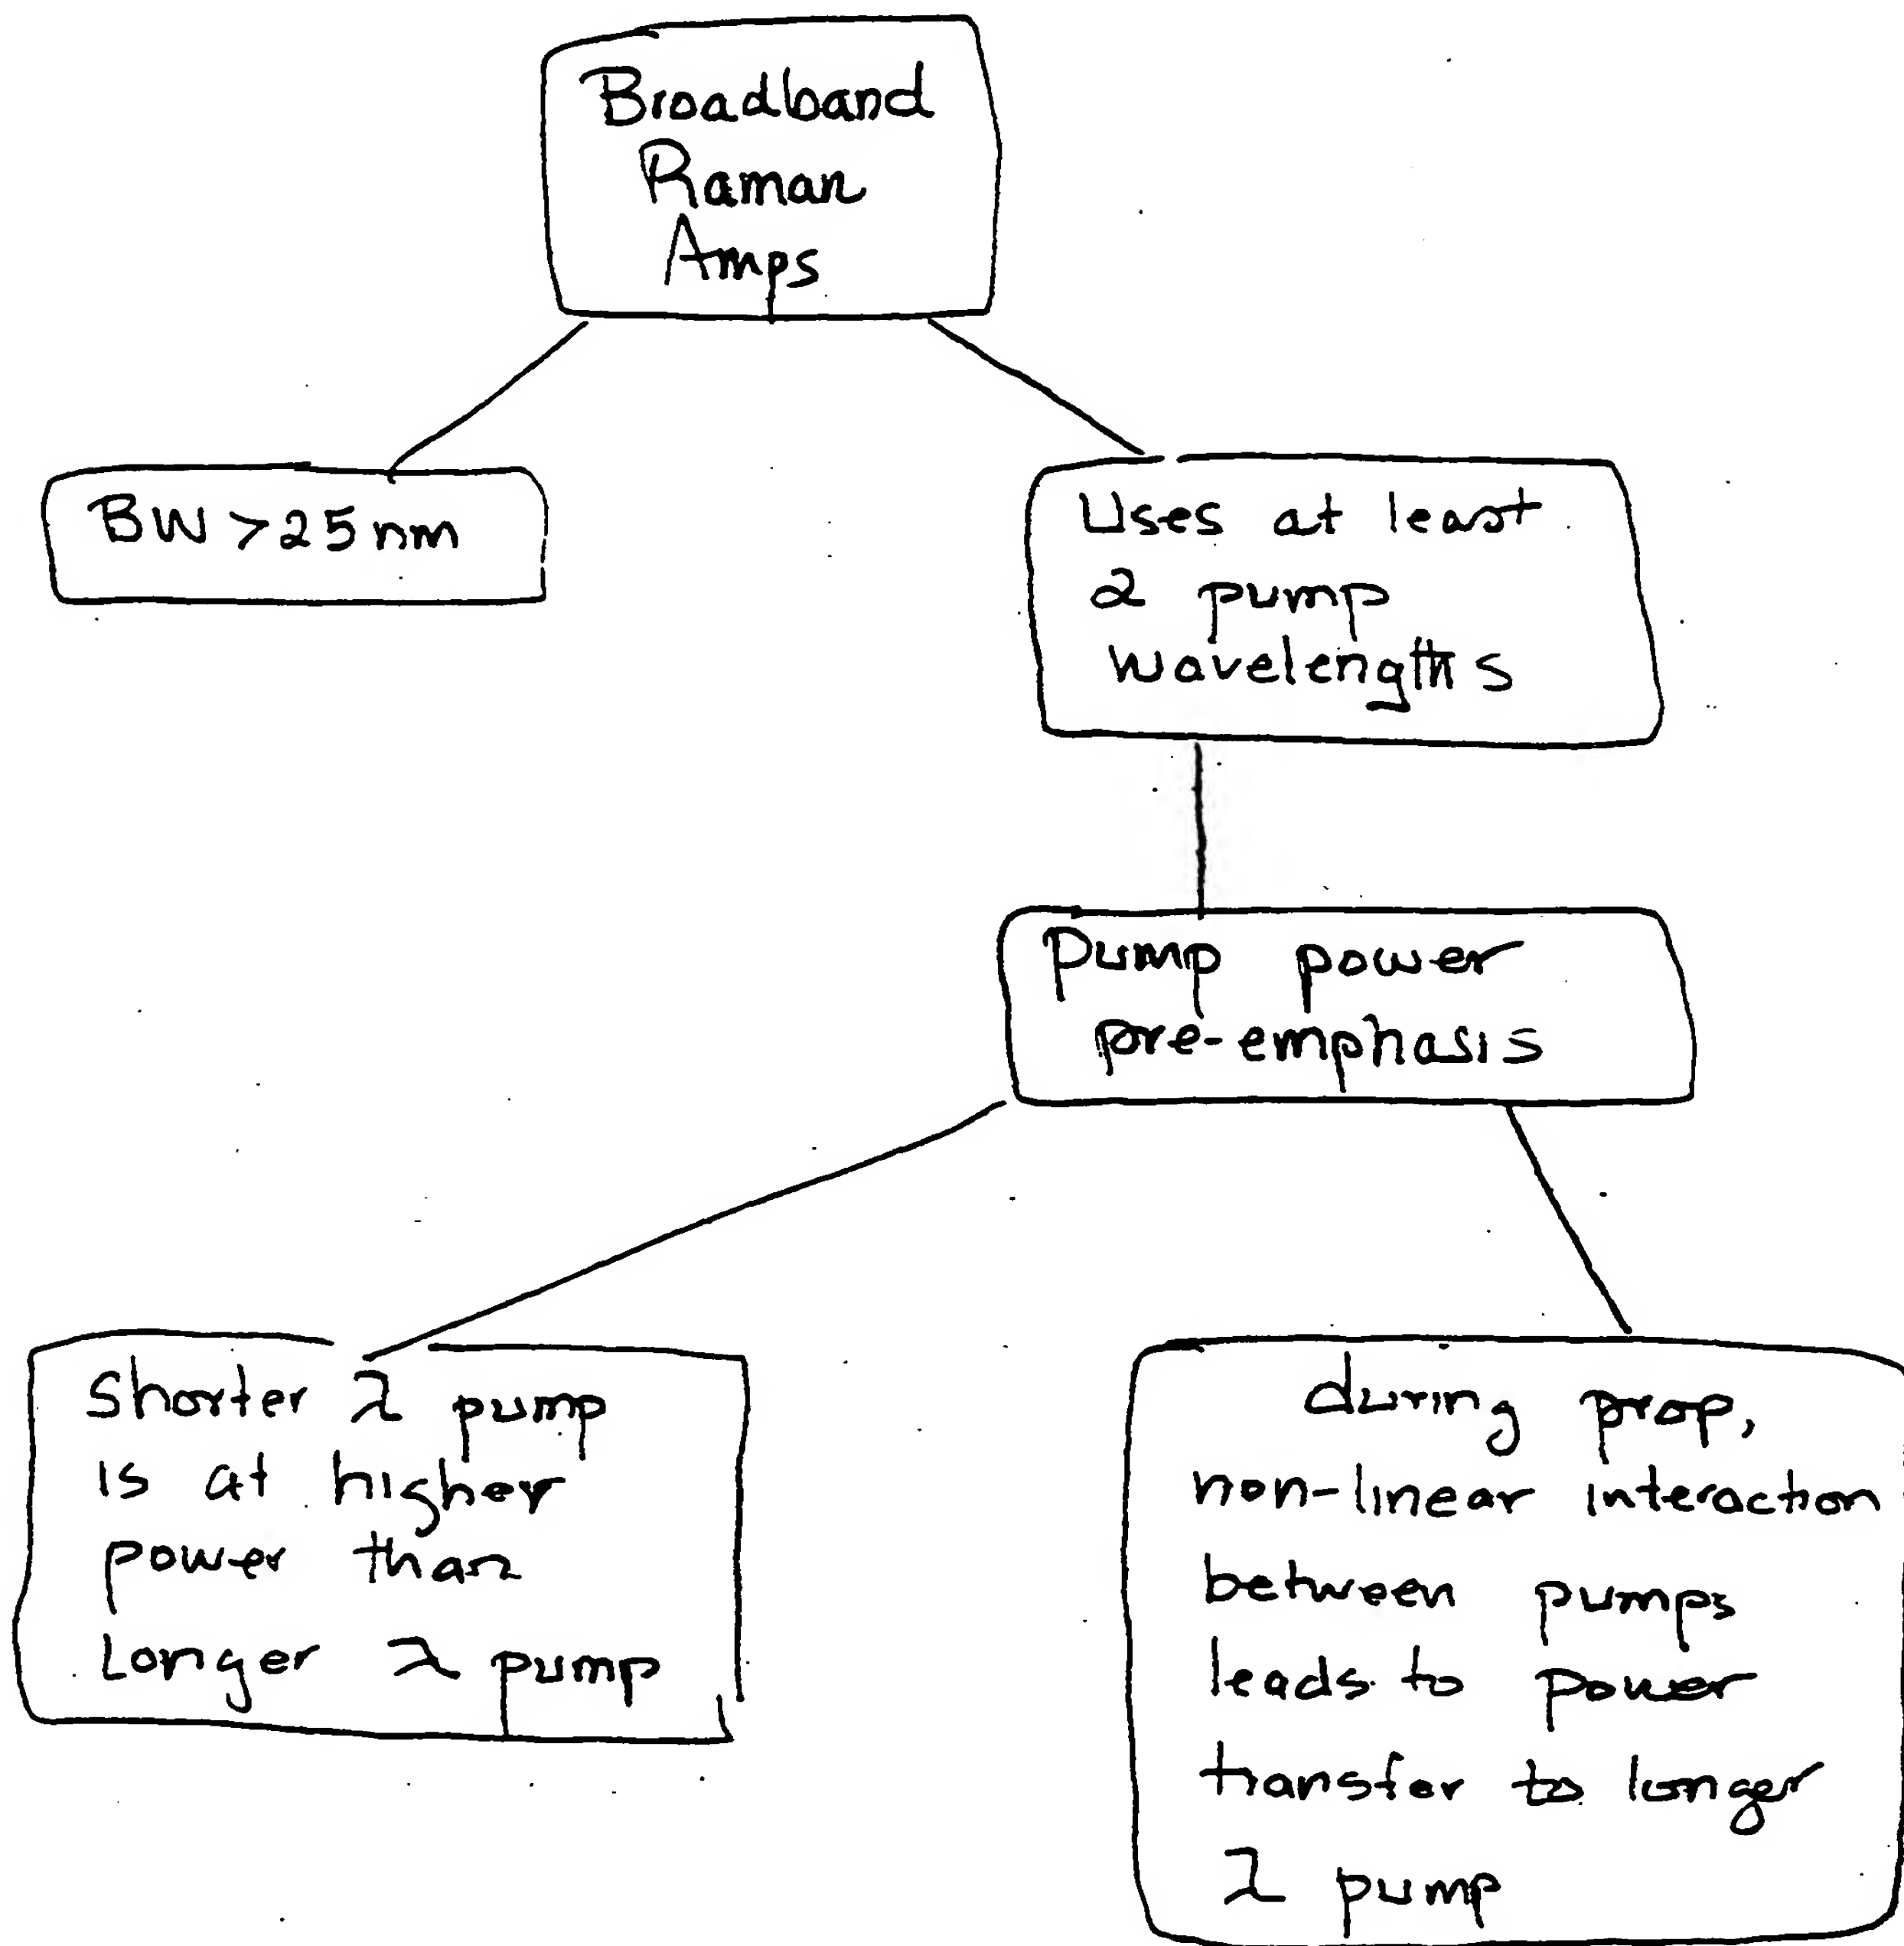 Broadband
Raman
Amps
BW > 25 nm
Uses at least
2 pump
wavelengths
Pump power
pre-emphasis
Shorter λ pump
is at higher
power than
Longer λ pump
during prop,
non-linear interaction
between pumps
leads to power
transfer to longer
λ pump